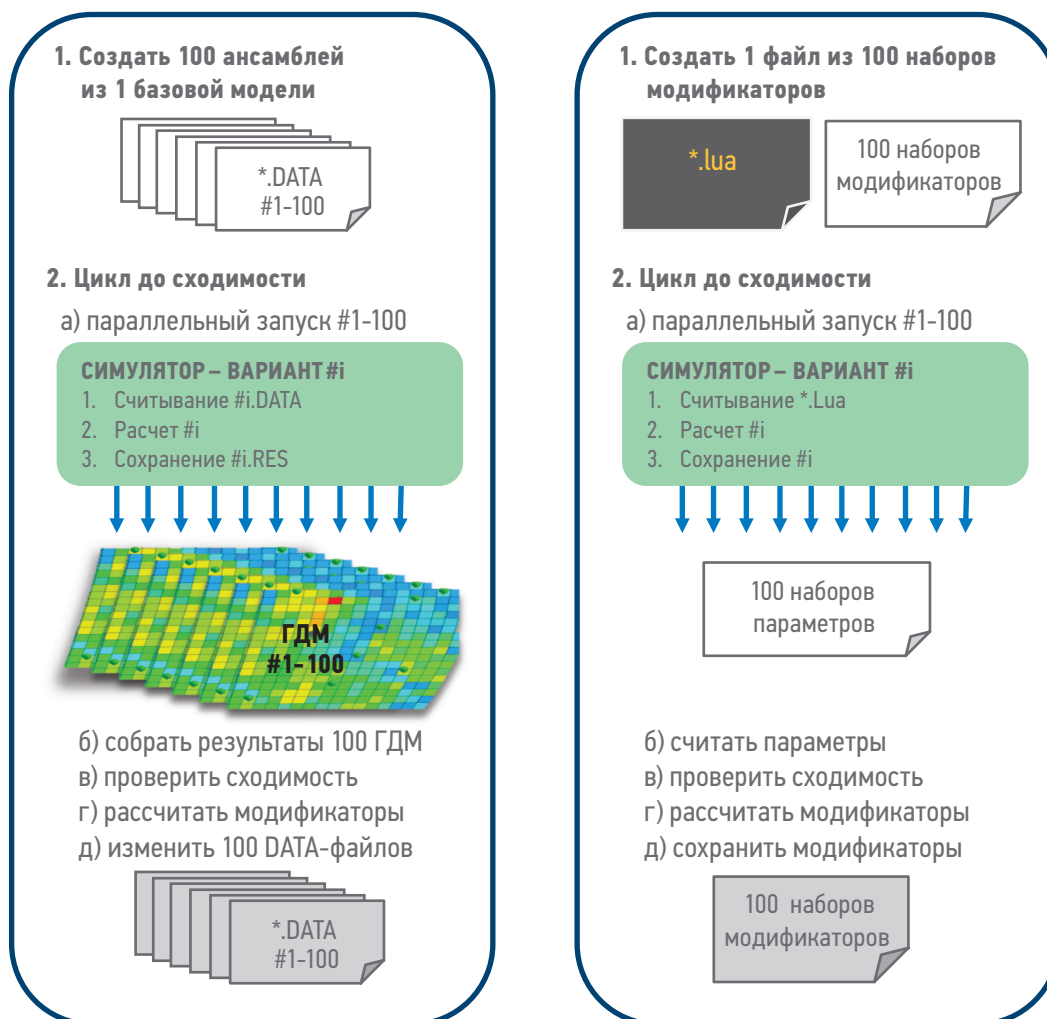 1. Создать 100 ансамблей
из 1 базовой модели
*.DATA
#1-100
2. Цикл до сходимости
а) параллельный запуск #1-100
СИМУЛЯТОР – ВАРИАНТ #i
1. Считывание #i.DATA
2. Расчет #i
3. Сохранение #i.RES
ГДМ
#1-100
б) собрать результаты 100 ГДМ
в) проверить сходимость
г) рассчитать модификаторы
д) изменить 100 DATA-файлов
*.DATA
#1-100
1. Создать 1 файл из 100 наборов
модификаторов
*.lua
100 наборов
модификаторов
2. Цикл до сходимости
а) параллельный запуск #1-100
СИМУЛЯТОР – ВАРИАНТ #i
1. Считывание *.Lua
2. Расчет #i
3. Сохранение #i
100 наборов
параметров
б) считать параметры
в) проверить сходимость
г) рассчитать модификаторы
д) сохранить модификаторы
100 наборов
модификаторов